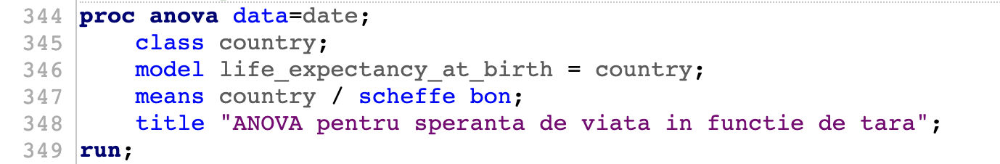 344 proc anova data=date;
345     class country;
346     model life_expectancy_at_birth = country;
347     means country / scheffe bon;
348     title "ANOVA pentru speranta de viata in functie de tara";
349 run;